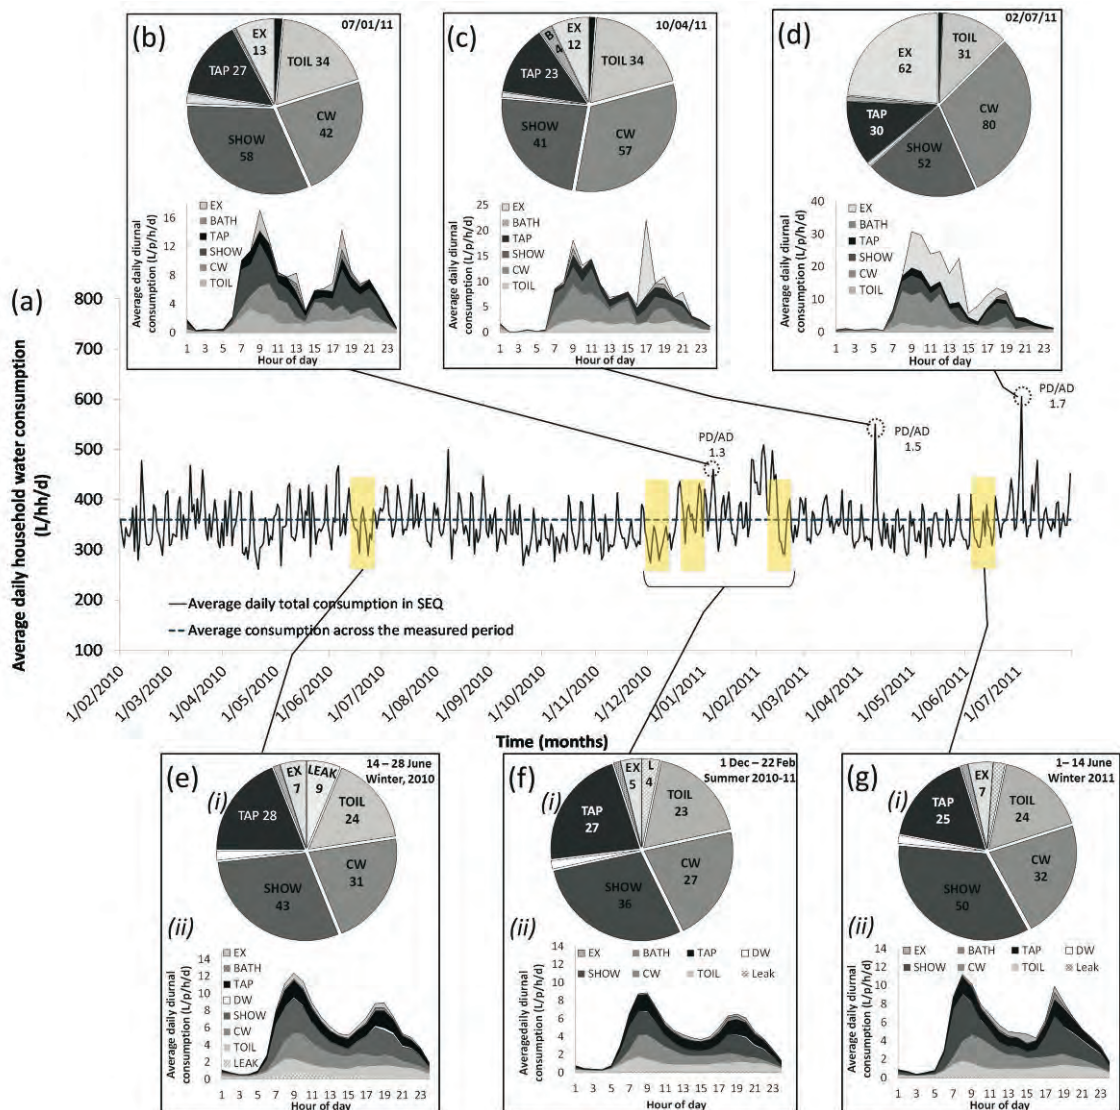 (b)
07/01/11
EX
13
TOIL 34
TAP 27
CW
42
SHOW
58
EX
BATH
TAP
SHOW
CW
TOIL
Average daily diurnal
consumption (L/p/h/d)
16
12
8
4
0
1 3 5 7 9 11 13 15 17 19 21 23
Hour of day
(c)
10/04/11
B
4
EX
12
TOIL 34
TAP 23
SHOW
41
CW
57
EX
BATH
TAP
SHOW
CW
TOIL
Average daily diurnal
consumption (L/p/h/d)
25
20
15
10
5
0
1 3 5 7 9 11 13 15 17 19 21 23
Hour of day
(d)
02/07/11
EX
62
TOIL
31
CW
80
TAP
30
SHOW
52
EX
BATH
TAP
SHOW
CW
TOIL
Average daily diurnal
consumption (L/p/h/d)
40
30
20
10
0
1 3 5 7 9 11 13 15 17 19 21 23
Hour of day
(a)
Average daily household water consumption
(L/hh/d)
800
700
600
500
400
300
200
100
PD/AD
1.3
PD/AD
1.5
PD/AD
1.7
Average daily total consumption in SEQ
Average consumption across the measured period
1/02/2010
1/03/2010
1/04/2010
1/05/2010
1/06/2010
1/07/2010
1/08/2010
1/09/2010
1/10/2010
1/11/2010
1/12/2010
1/01/2011
1/02/2011
1/03/2011
1/04/2011
1/05/2011
1/06/2011
1/07/2011
Time (months)
(e)
14 – 28 June
Winter, 2010
(i)
EX
7
LEAK
9
TOIL
24
TAP 28
CW
31
SHOW
43
(ii)
EX
BATH
TAP
DW
SHOW
CW
TOIL
LEAK
Average daily diurnal
consumption (L/p/h/d)
14
12
10
8
6
4
2
0
1 3 5 7 9 11 13 15 17 19 21 23
Hour of day
(f)
1 Dec – 22 Feb
Summer 2010-11
(i)
EX
5
L
4
TOIL
23
TAP
27
CW
27
SHOW
36
(ii)
EX BATH TAP DW
SHOW CW TOIL Leak
Averagedaily diurnal
consumption (L/p/h/d)
14
12
10
8
6
4
2
0
1 3 5 7 9 11 13 15 17 19 21 23
Hour of day
(g)
1– 14 June
Winter 2011
(i)
EX
7
TOIL
24
TAP
25
CW
32
SHOW
50
(ii)
EX BATH TAP DW
SHOW CW TOIL Leak
Average daily diurnal
consumption (L/p/h/d)
14
12
10
8
6
4
2
0
1 3 5 7 9 11 13 15 17 19 21 23
Hour of day